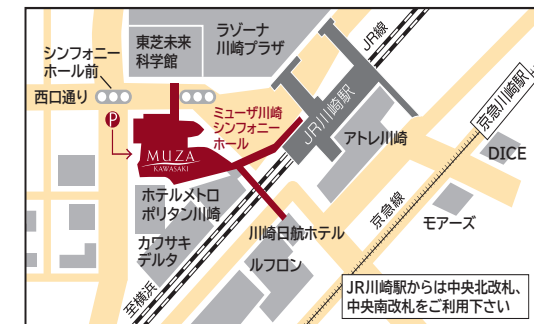 ラゾーナ
川崎プラザ
東芝未来
科学館
シンフォニー
ホール前
西口通り
P
JR線
ミューザ川崎
シンフォニー
ホール
JR川崎駅
アトレ川崎
京急川崎駅
DICE
MUZA
KAWASAKI
ホテルメトロ
ポリタン川崎
カワサキ
デルタ
川崎日航ホテル
ルフロン
京急線
モアーズ
至横浜
JR川崎駅からは中央北改札、
中央南改札をご利用下さい